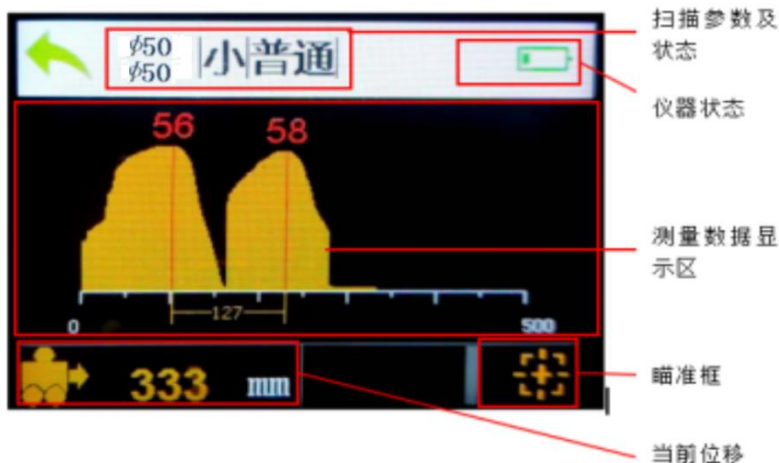 ϕ50
ϕ50
小普通
56
58
127
0
500
333 mm
扫描参数及
状态
仪器状态
测量数据显
示区
瞄准框
当前位移